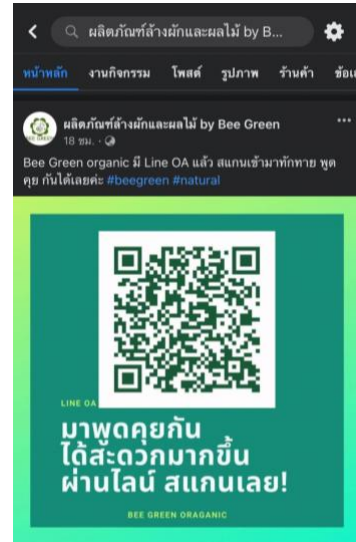 ผลิตภัณฑ์ล้างผักและผลไม้ by B...
หน้าหลัก งานกิจกรรม โพสต์ รูปภาพ ร้านค้า ข้อเ
ผลิตภัณฑ์ล้างผักและผลไม้ by Bee Green
18 ชม.
Bee Green organic มี Line OA แล้ว สแกนเข้ามาทักทาย พูด
คุย กันได้เลยค่ะ #beegreen #natural
LINE OA
มาพูดคุยกัน
ได้สะดวกมากขึ้น
ผ่านไลน์ สแกนเลย!
BEE GREEN ORAGANIC